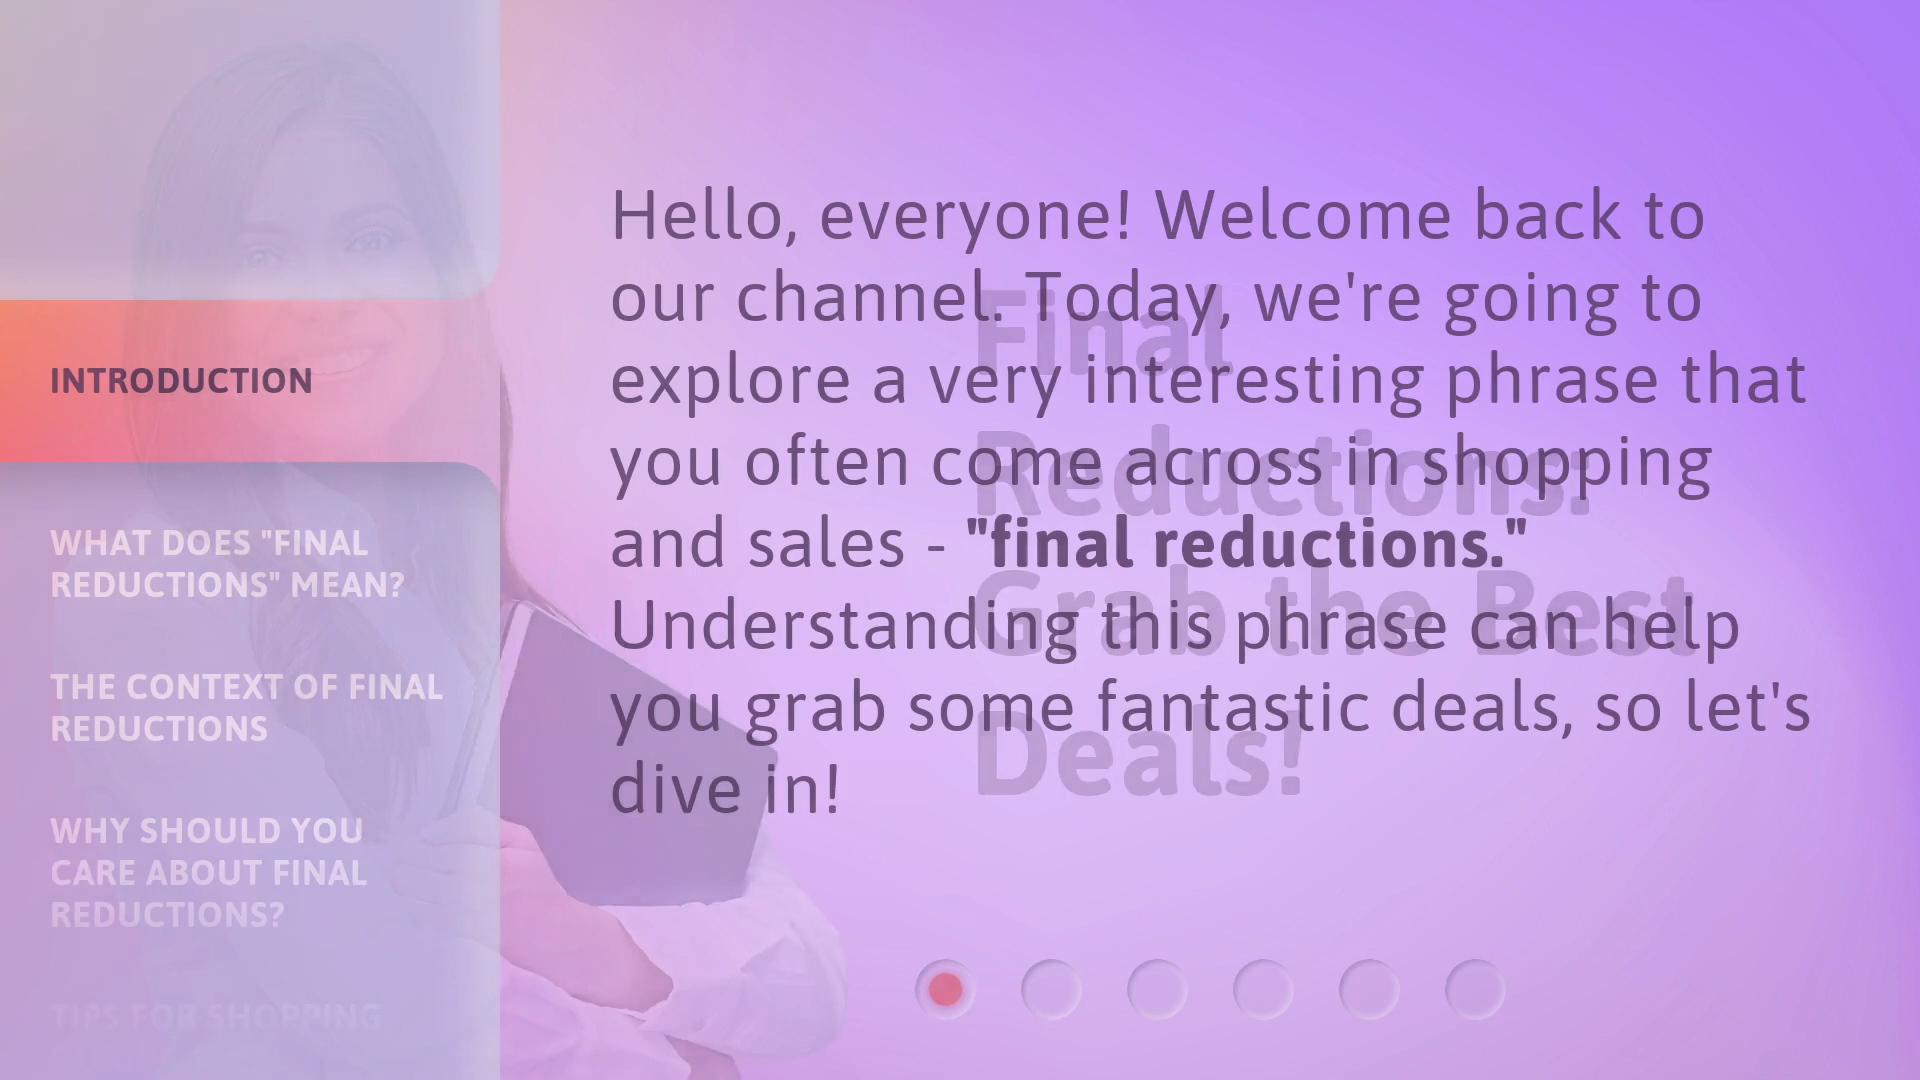 INTRODUCTION
WHAT DOES "FINAL
REDUCTIONS" MEAN?
THE CONTEXT OF FINAL
REDUCTIONS
WHY SHOULD YOU
CARE ABOUT FINAL
REDUCTIONS?
TIPS FOR SHOPPING
Hello, everyone! Welcome back to
our channel. Today, we're going to
explore a very interesting phrase that
you often come across in shopping
and sales - "final reductions."
Understanding this phrase can help
you grab some fantastic deals, so let's
dive in!
Final
Reductions:
Grab the Best
Deals!